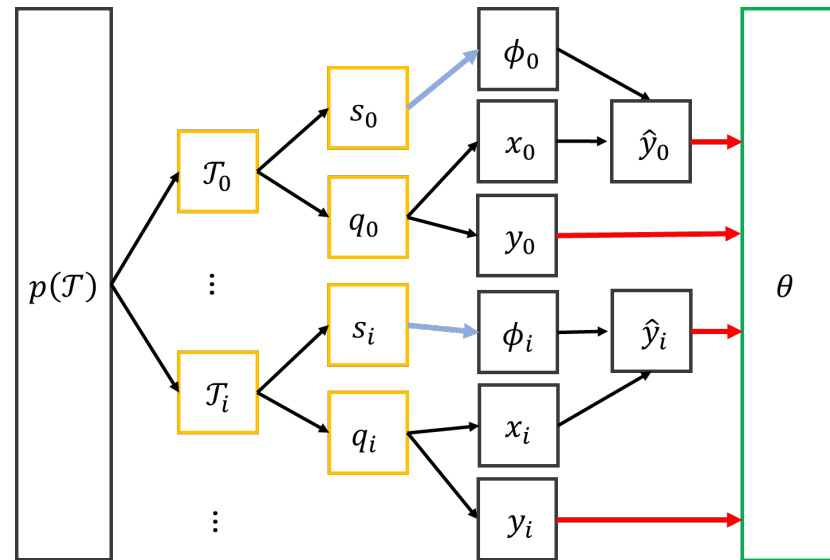 p(𝒯)
𝒯₀
⋮
𝒯ᵢ
⋮
s₀
q₀
sᵢ
qᵢ
ϕ₀
x₀
y₀
ϕᵢ
xᵢ
yᵢ
ŷ₀
ŷᵢ
θ